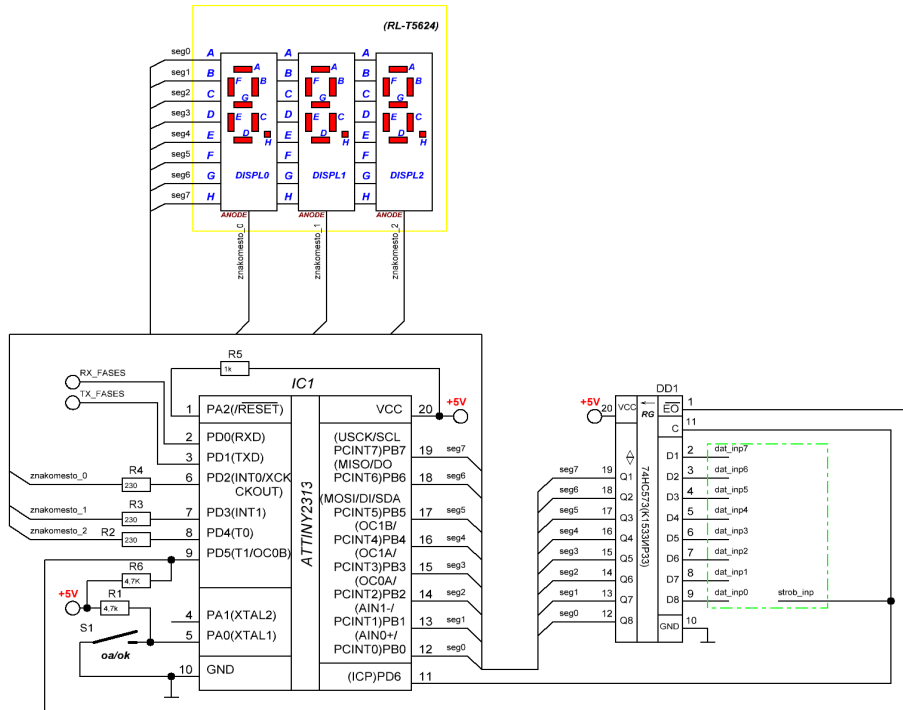 (RL-T5624)
seg0 A A A
seg1 B B B
seg2 C C C
seg3 D D D
seg4 E E E
seg5 F F F
seg6 G G G
seg7 H H H
A A A
F B F B F B
G G G
E C E C E C
D D D
H H H
DISPL0 DISPL1 DISPL2
ANODE ANODE ANODE
znakomesto_0
znakomesto_1
znakomesto_2
RX_FASES
TX_FASES
R5
1k
IC1
ATTINY2313
1 PA2(/RESET)
2 PD0(RXD)
3 PD1(TXD)
6 PD2(INT0/XCK
CKOUT)
7 PD3(INT1)
8 PD4(T0)
9 PD5(T1/OC0B)
4 PA1(XTAL2)
5 PA0(XTAL1)
10 GND
znakomesto_0 R4
230
znakomesto_1 R3
230
znakomesto_2 R2
230
R6
4,7K
+5V R1
4,7k
S1
oa/ok
VCC 20 +5V
(USCK/SCL
PCINT7)PB7 19 seg7
(MISO/DO
PCINT6)PB6 18 seg6
(MOSI/DI/SDA
PCINT5)PB5 17 seg5
(OC1B/
PCINT4)PB4 16 seg4
(OC1A/
PCINT3)PB3 15 seg3
(OC0A/
PCINT2)PB2 14 seg2
(AIN1-/
PCINT1)PB1 13 seg1
(AIN0+/
PCINT0)PB0 12 seg0
(ICP)PD6 11
DD1
+5V 20 VCC RG EO 1
C 11
74HC573(К1533ИР33)
seg7 19 Q1 D1 2 dat_inp7
seg6 18 Q2 D2 3 dat_inp6
seg5 17 Q3 D3 4 dat_inp5
seg4 16 Q4 D4 5 dat_inp4
seg3 15 Q5 D5 6 dat_inp3
seg2 14 Q6 D6 7 dat_inp2
seg1 13 Q7 D7 8 dat_inp1
seg0 12 Q8 D8 9 dat_inp0 strob_inp
GND 10